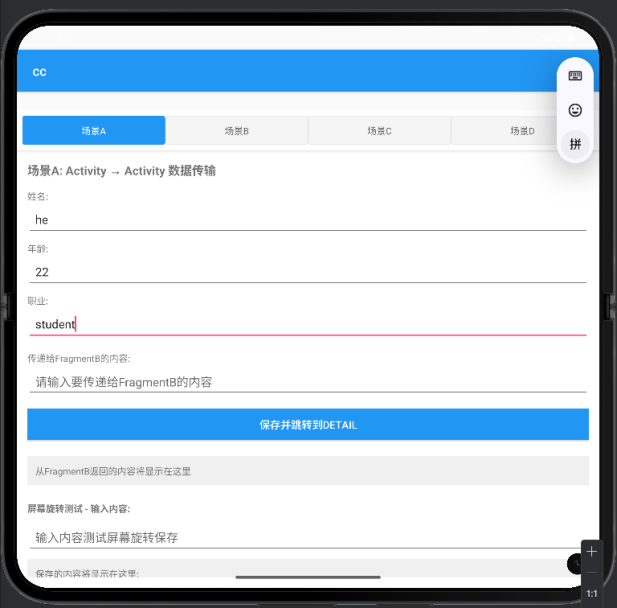 CC
拼
场景A 场景B 场景C 场景D
场景A: Activity → Activity 数据传输
姓名:
he
年龄:
22
职业:
student
传递给FragmentB的内容:
请输入要传递给FragmentB的内容
保存并跳转到DETAIL
从FragmentB返回的内容将显示在这里
屏幕旋转测试 - 输入内容:
输入内容测试屏幕旋转保存
保存的内容将显示在这里:
1:1